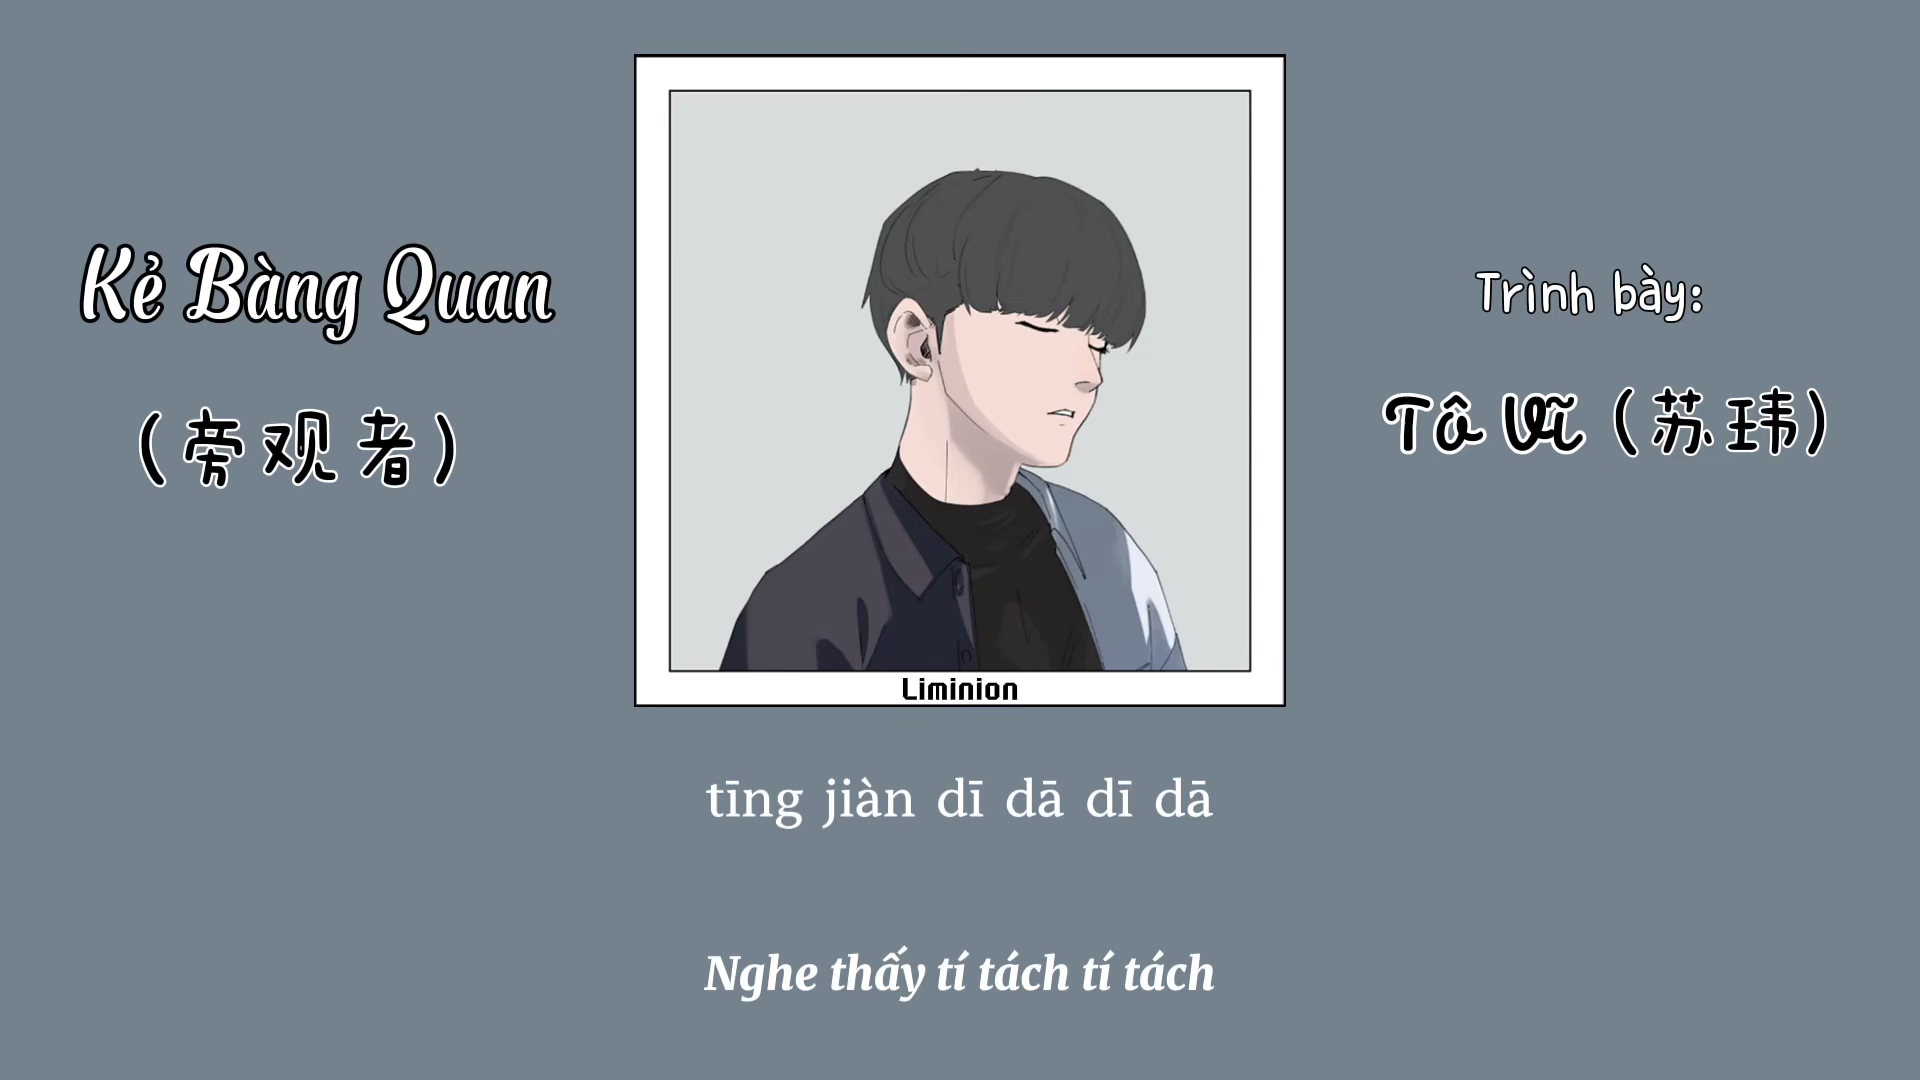 Kẻ Bàng Quan
(旁观者)
Trình bày:
Tô Vĩ (苏玮)
Liminion
tīng jiàn dī dā dī dā
Nghe thấy tí tách tí tách